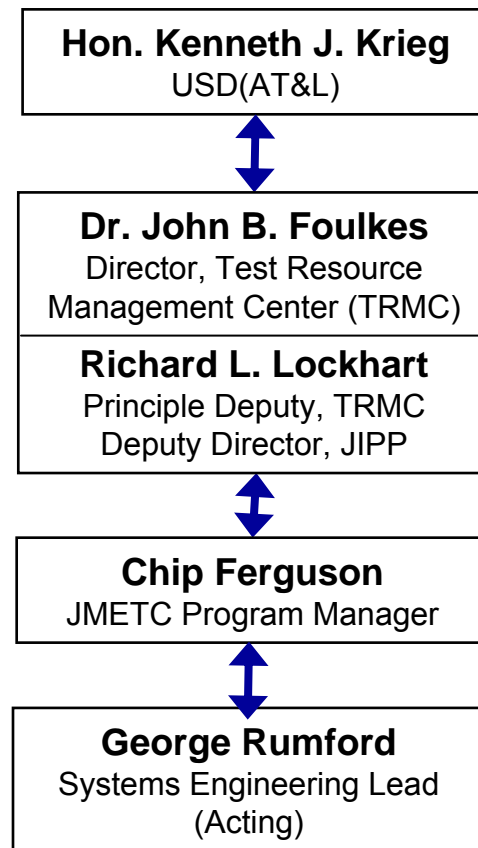 Hon. Kenneth J. Krieg
USD(AT&L)
Dr. John B. Foulkes
Director, Test Resource
Management Center (TRMC)
Richard L. Lockhart
Principle Deputy, TRMC
Deputy Director, JIPP
Chip Ferguson
JMETC Program Manager
George Rumford
Systems Engineering Lead
(Acting)